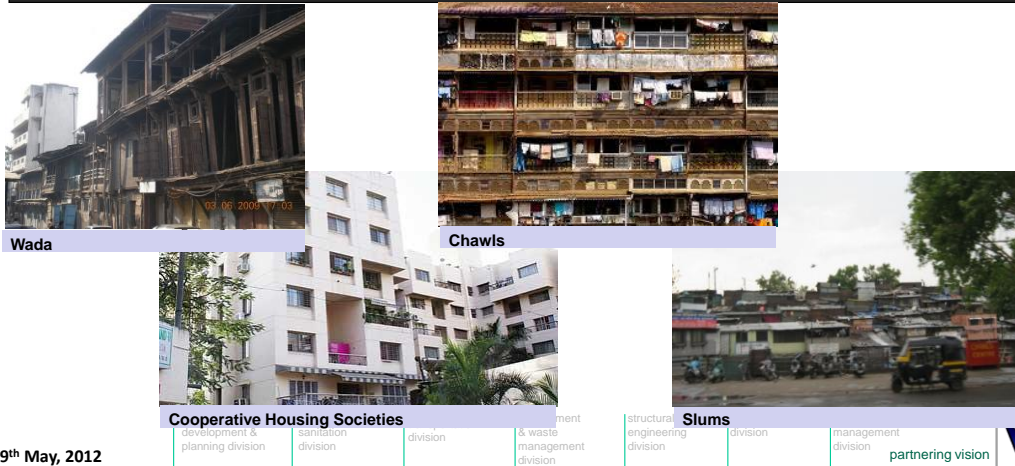 03 06 2009 17:03
Wada
Chawls
Cooperative Housing Societies
Slums
development &
planning division
sanitation
division
division
& waste
management
division
engineering
division
division
management
division
9th May, 2012
partnering vision